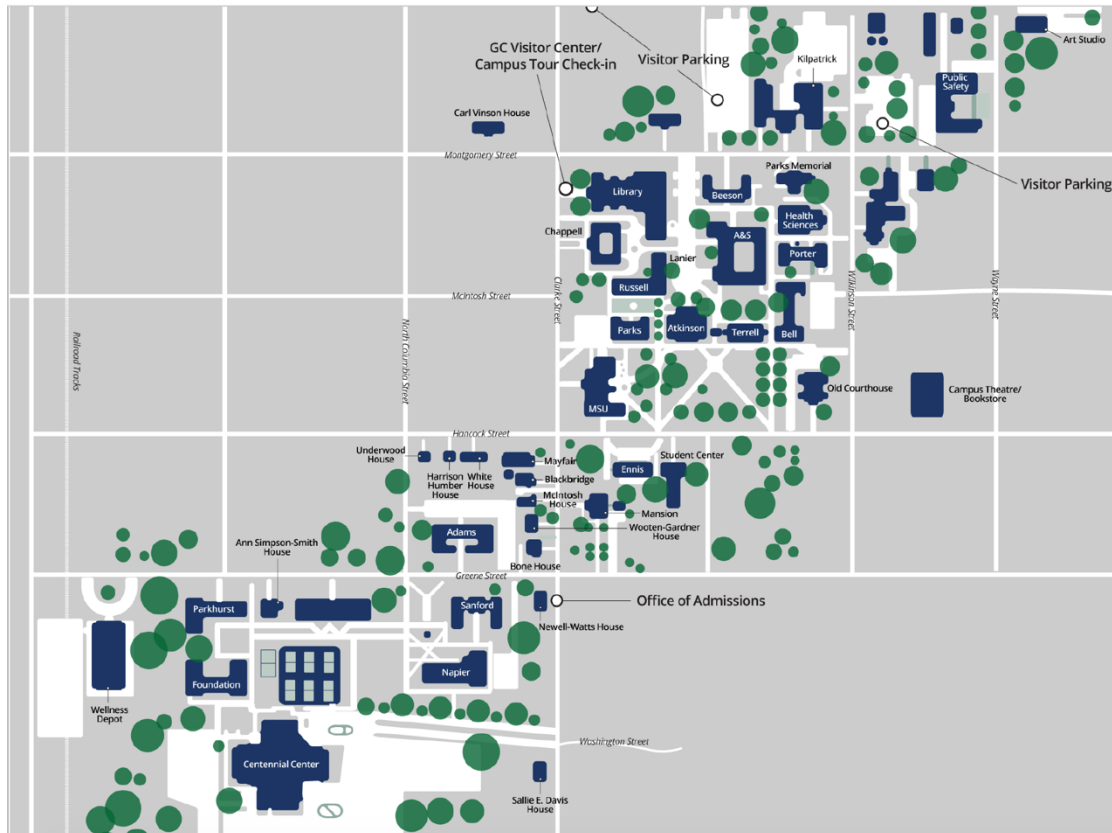 GC Visitor Center/
Campus Tour Check-in
Visitor Parking
Kilpatrick
Art Studio
Public
Safety
Carl Vinson House
Montgomery Street
Visitor Parking
Library
Beeson
Parks Memorial
Health
Sciences
Chappell
A&S
Porter
Lanier
Russell
McIntosh Street
Clarke Street
Wilkinson Street
Wayne Street
Railroad Tracks
North Columbia Street
Parks
Atkinson
Terrell
Bell
MSU
Old Courthouse
Campus Theatre/
Bookstore
Hancock Street
Underwood
House
Harrison
Humber
House
White
House
Mayfair
Blackbridge
McIntosh
House
Ennis
Student Center
Mansion
Wooten-Gardner
House
Adams
Bone House
Ann Simpson-Smith
House
Greene Street
Parkhurst
Sanford
Office of Admissions
Newell-Watts House
Foundation
Napier
Wellness
Depot
Washington Street
Centennial Center
Sallie E. Davis
House